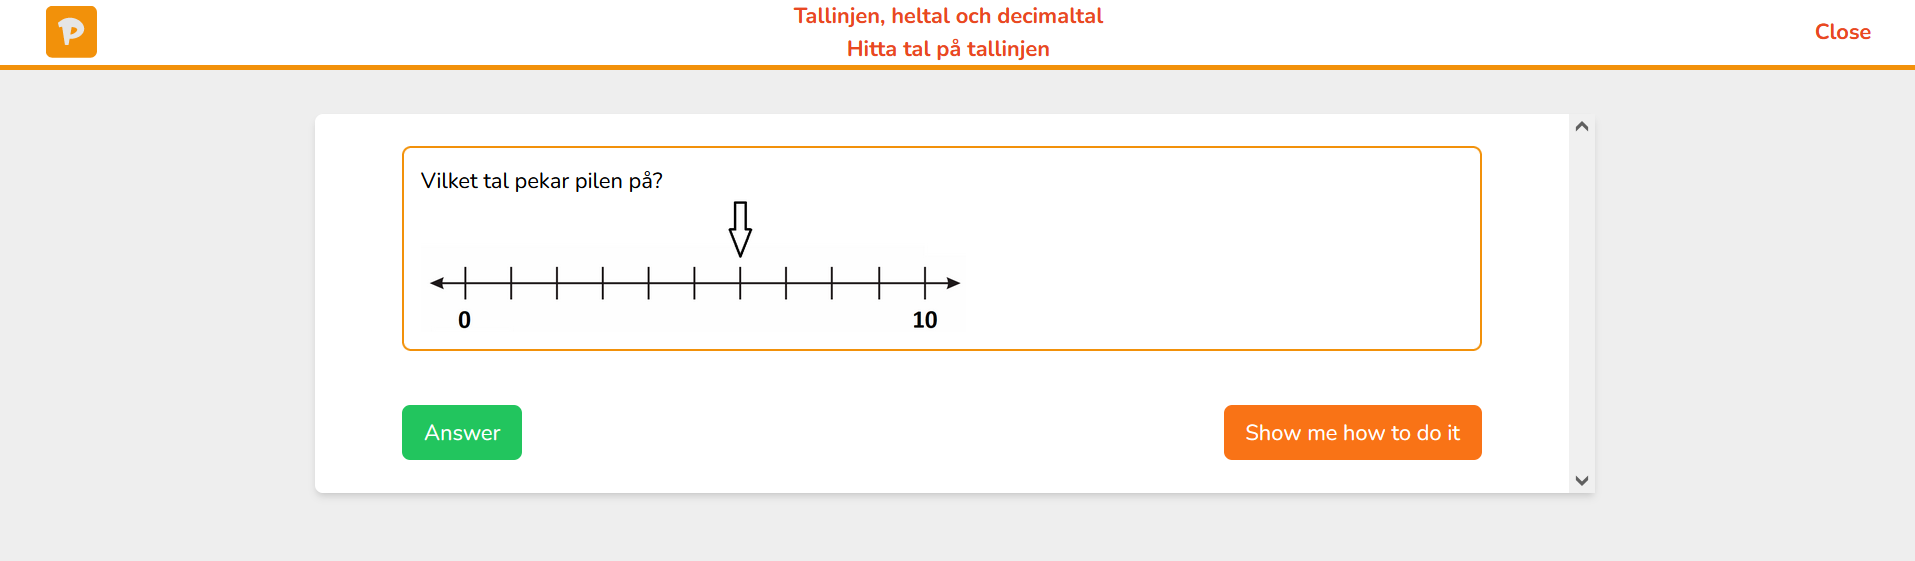 P
Tallinjen, heltal och decimaltal
Hitta tal på tallinjen
Close
Vilket tal pekar pilen på?
0 10
Answer
Show me how to do it